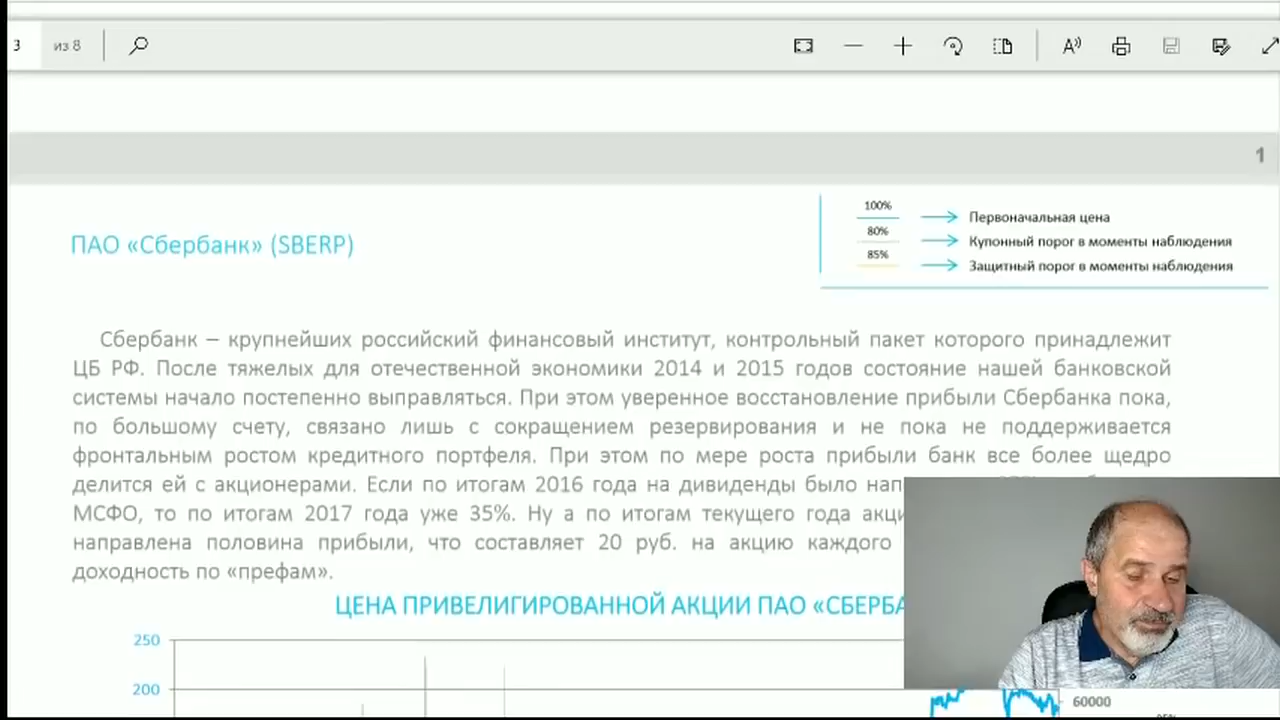 3 из 8
1
100% Первоначальная цена
80% Купонный порог в моменты наблюдения
85% Защитный порог в моменты наблюдения
ПАО «Сбербанк» (SBERP)
Сбербанк – крупнейших российский финансовый институт, контрольный пакет которого принадлежит
ЦБ РФ. После тяжелых для отечественной экономики 2014 и 2015 годов состояние нашей банковской
системы начало постепенно выправляться. При этом уверенное восстановление прибыли Сбербанка пока,
по большому счету, связано лишь с сокращением резервирования и не пока не поддерживается
фронтальным ростом кредитного портфеля. При этом по мере роста прибыли банк все более щедро
делится ей с акционерами. Если по итогам 2016 года на дивиденды было нап
МСФО, то по итогам 2017 года уже 35%. Ну а по итогам текущего года акци
направлена половина прибыли, что составляет 20 руб. на акцию каждого
доходность по «префам».
ЦЕНА ПРИВЕЛИГИРОВАННОЙ АКЦИИ ПАО «СБЕРБА
250
200
60000